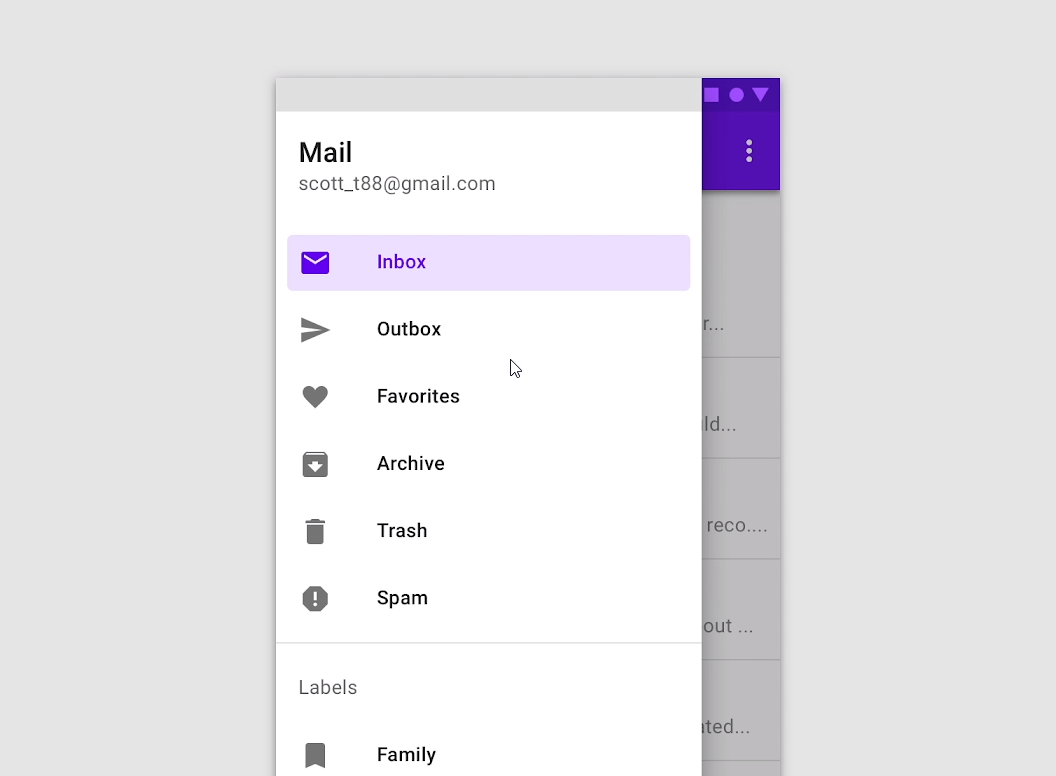 Mail
scott_t88@gmail.com
Inbox
Outbox
Favorites
Archive
Trash
Spam
Labels
Family
r...
ld...
reco....
out ...
ated...